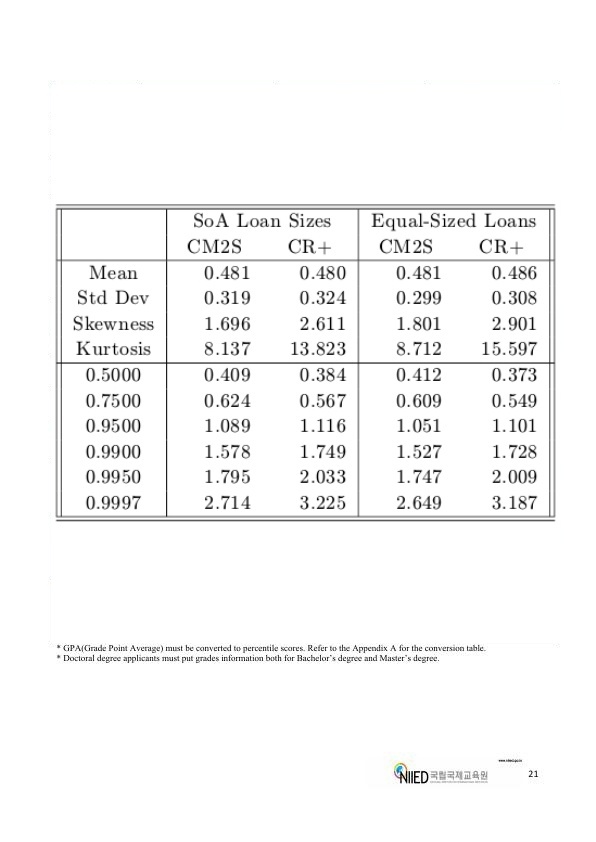 SoA Loan Sizes Equal-Sized Loans
CM2S CR+ CM2S CR+
Mean 0.481 0.480 0.481 0.486
Std Dev 0.319 0.324 0.299 0.308
Skewness 1.696 2.611 1.801 2.901
Kurtosis 8.137 13.823 8.712 15.597
0.5000 0.409 0.384 0.412 0.373
0.7500 0.624 0.567 0.609 0.549
0.9500 1.089 1.116 1.051 1.101
0.9900 1.578 1.749 1.527 1.728
0.9950 1.795 2.033 1.747 2.009
0.9997 2.714 3.225 2.649 3.187
* GPA(Grade Point Average) must be converted to percentile scores. Refer to the Appendix A for the conversion table.
* Doctoral degree applicants must put grades information both for Bachelor's degree and Master's degree.
www.niied.go.kr
NIIED 국립국제교육원 21